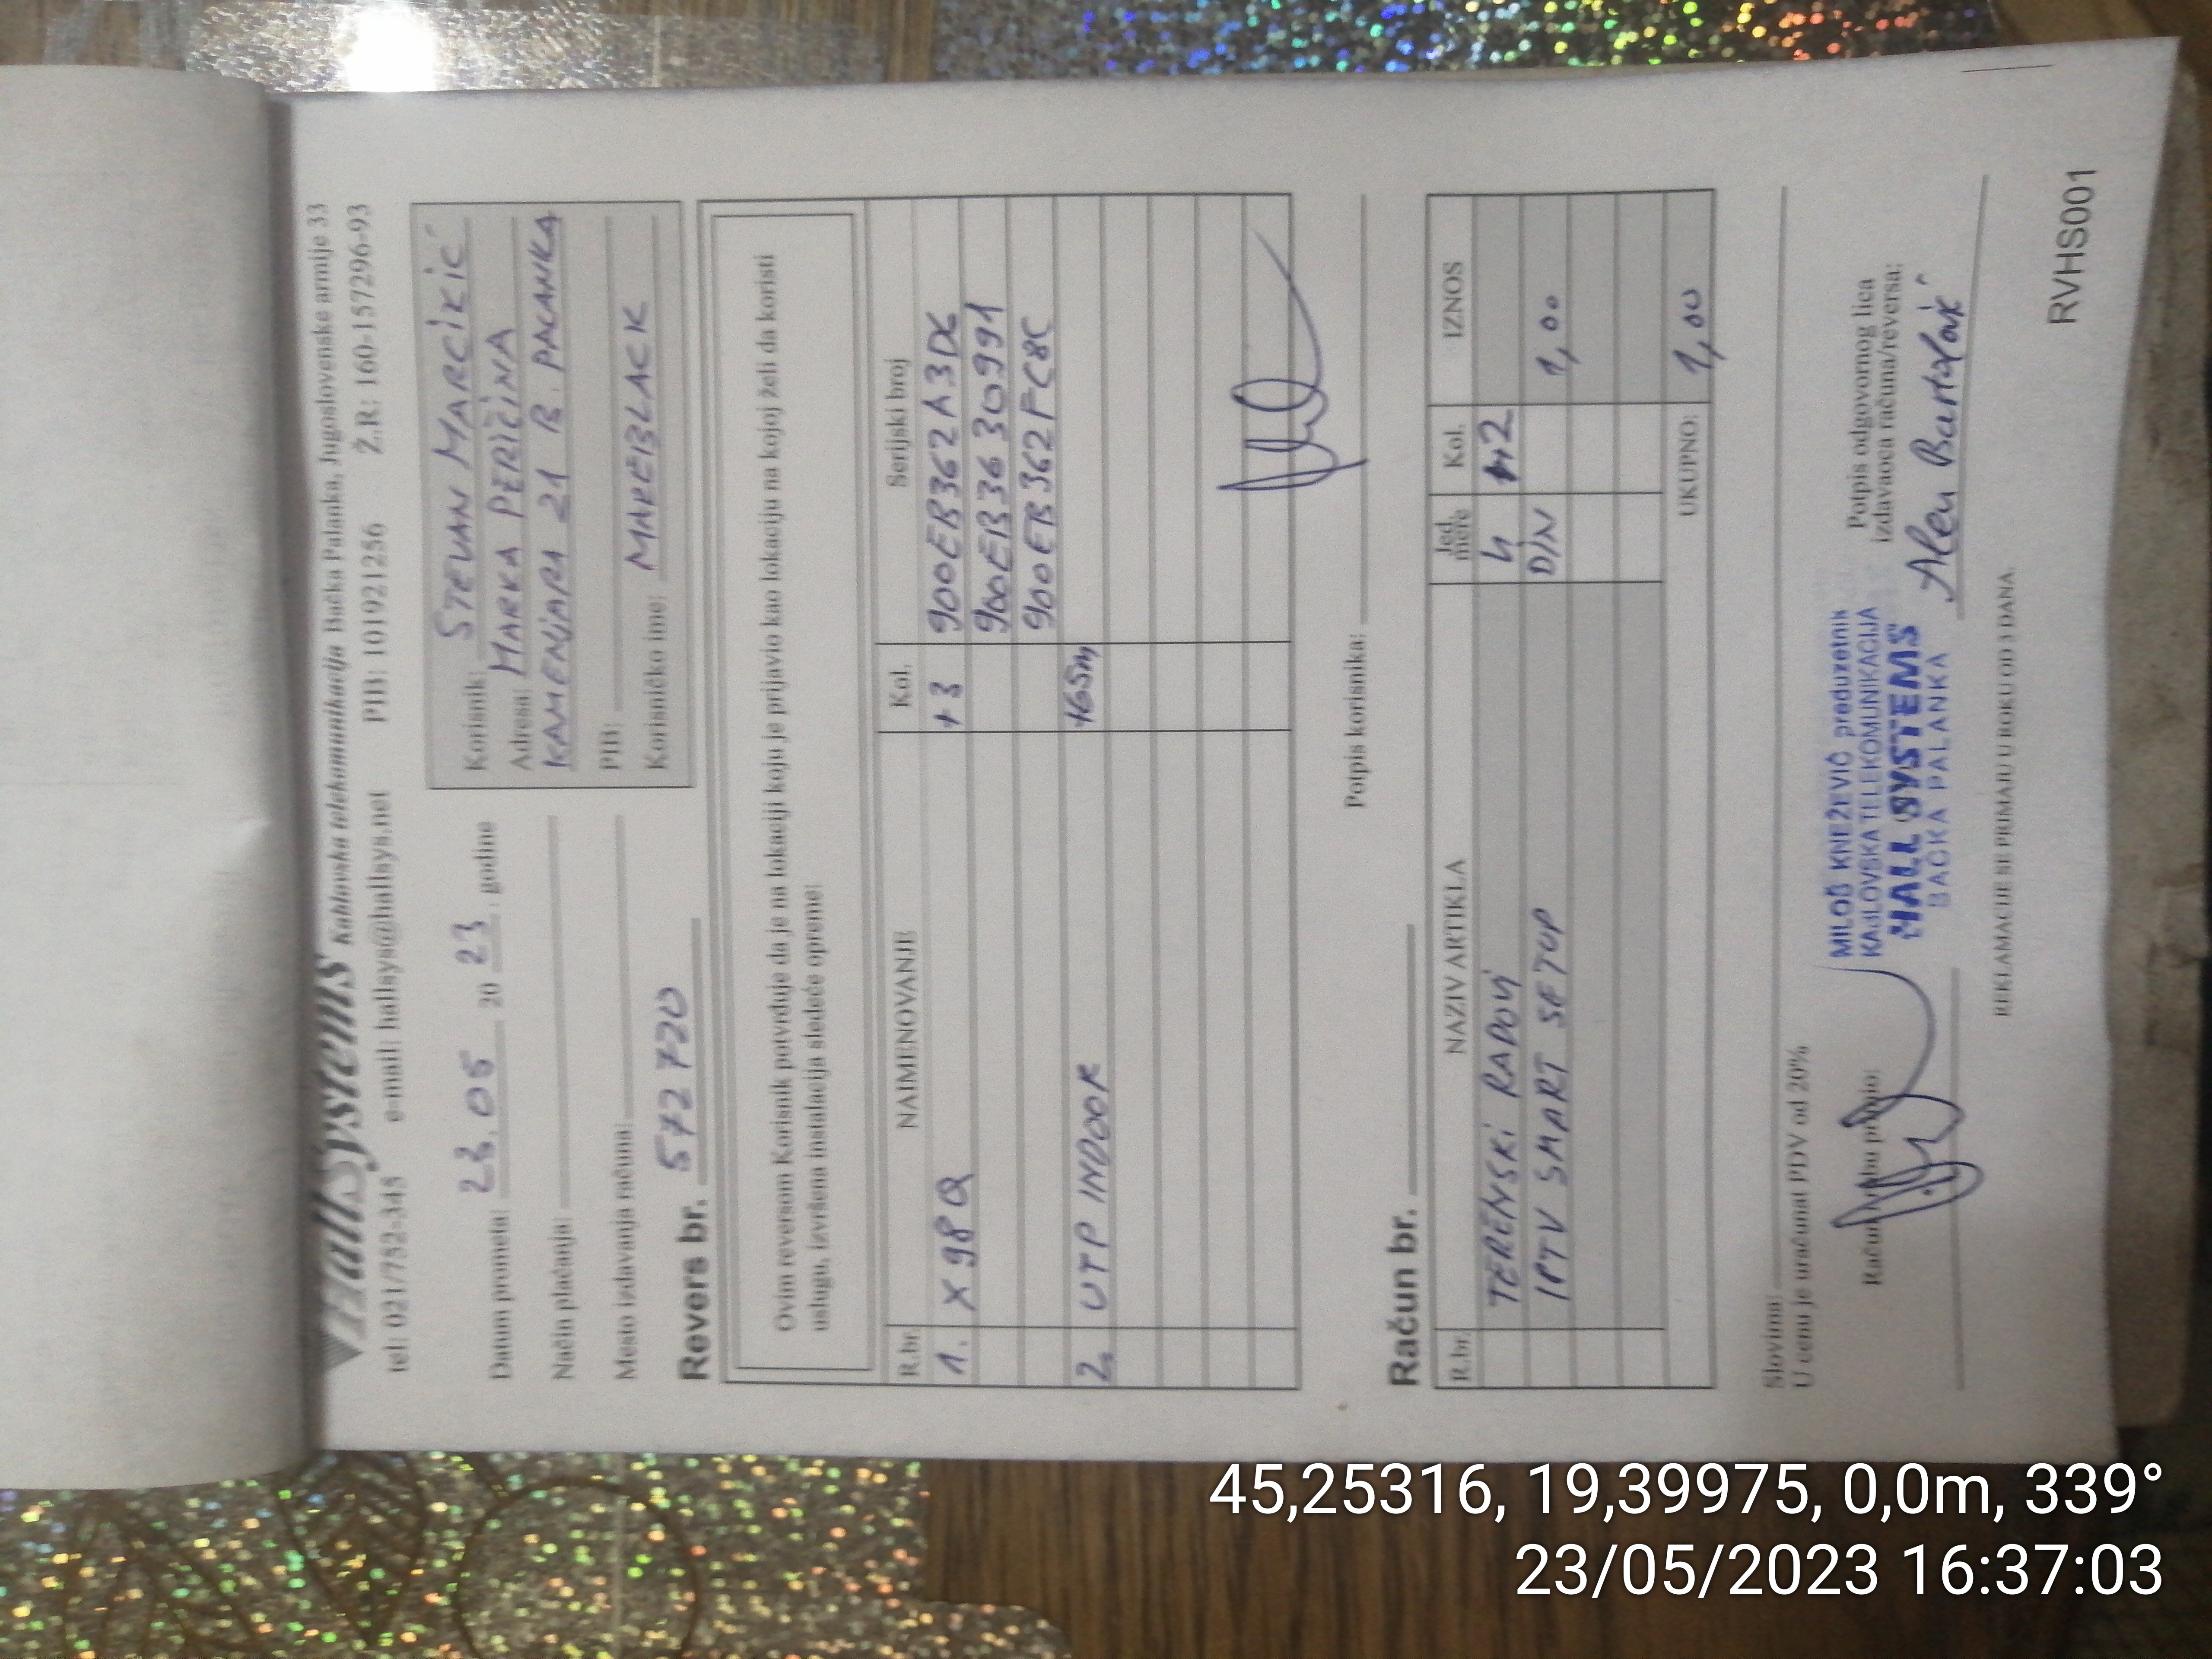 HallSystems Kablovska telekomunikacija Bačka Palanka, Jugoslovenske armije 33
tel: 021/752-345 e-mail: hallsys@hallsys.net PIB: 101921256 Ž.R: 160-157296-93
Datum prometa: 23.05 20 23. godine
Način plaćanja:
Mesto izdavanja računa:
Korisnik: STEVAN MARCIKIĆ
Adresa: MARKA PERIČINA
KAMENJARA 21 B. PALANKA
PIB:
Korisničko ime: MAREBLACK
Revers br. 572720
Ovim reversom Korisnik potvrđuje da je na lokaciji koju je prijavio kao lokaciju na kojoj želi da koristi
uslugu, izvršena instalacija sledeće opreme:
R.br. NAIMENOVANJE Kol. Serijski broj
1. X98Q +3 900EB362A3DC
900EB3630991
900EB362FC8C
2. UTP INDOOR +65m
Potpis korisnika:
Račun br.
R.br. NAZIV ARTIKLA Jed. mere Kol. IZNOS
TERENSKI RADOVI h 2
IPTV SMART SETUP DIN 1,00
UKUPNO: 1,00
Slovima:
U cenu je uračunat PDV od 20%
Račun robu primio:
MILOŠ KNEŽEVIĆ preduzetnik
KABLOVSKA TELEKOMUNIKACIJA
HALL SYSTEMS
BAČKA PALANKA
Potpis odgovornog lica
izdavaoca računa/reversa:
REKLAMACIJE SE PRIMAJU U ROKU OD 3 DANA.
RVHS001
45,25316, 19,39975, 0,0m, 339°
23/05/2023 16:37:03